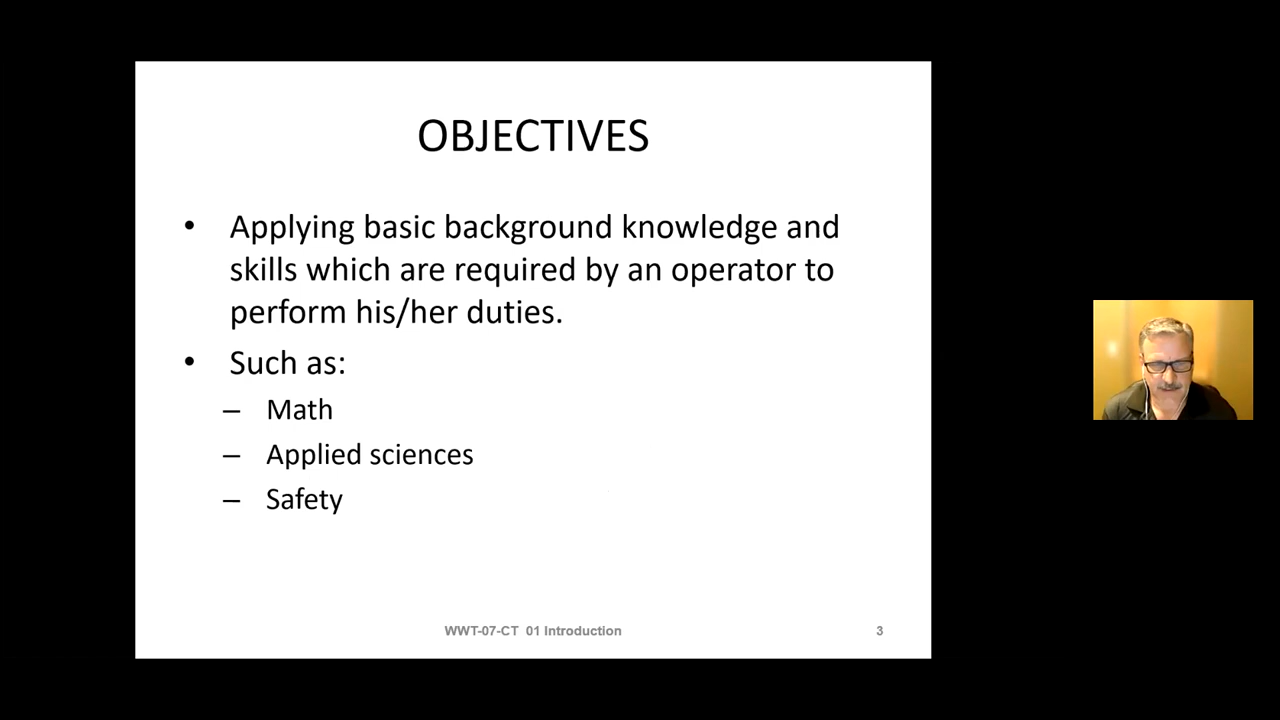 OBJECTIVES
• Applying basic background knowledge and
skills which are required by an operator to
perform his/her duties.
• Such as:
– Math
– Applied sciences
– Safety
WWT-07-CT 01 Introduction 3